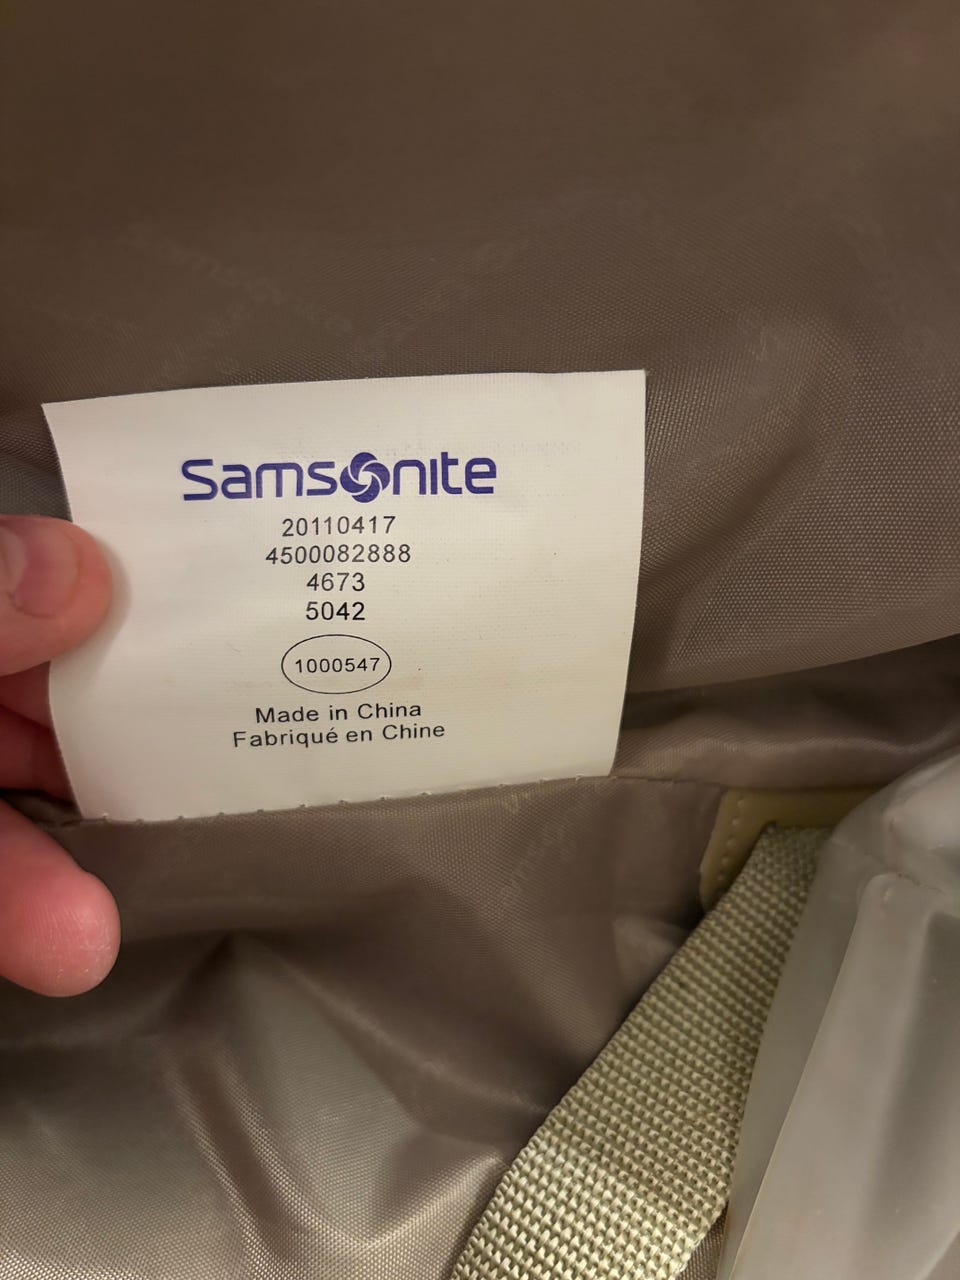 Samsonite
20110417
4500082888
4673
5042
1000547
Made in China
Fabriqué en Chine